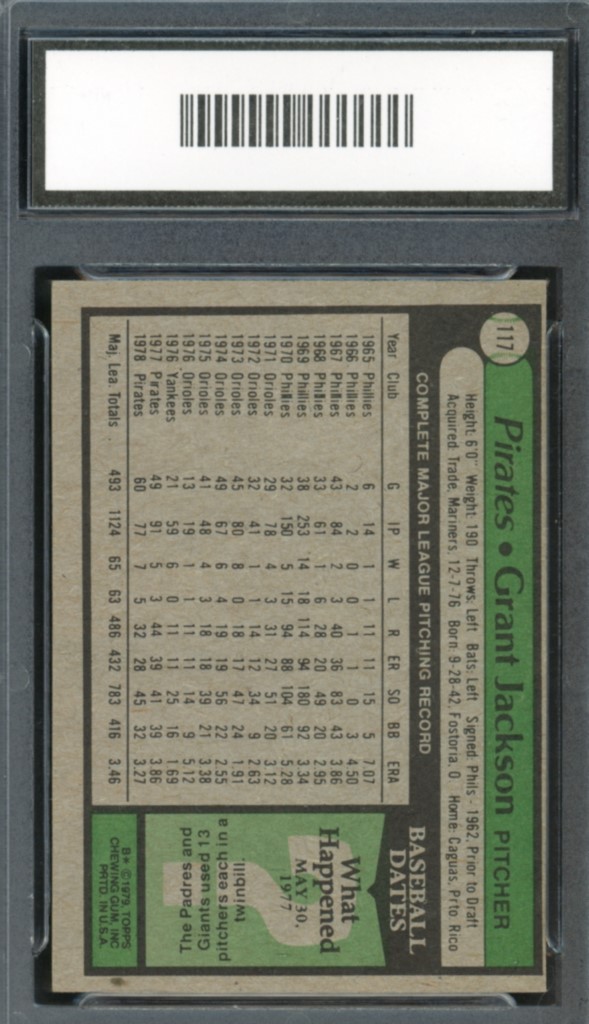 117
Pirates • Grant Jackson PITCHER
Height: 6'0" Weight: 190 Throws: Left Bats: Left Signed: Phils - 1962, Prior to Draft
Acquired: Trade, Mariners, 12-7-76 Born: 9-28-42, Fostoria, O Home: Caguas, Prto Rico
COMPLETE MAJOR LEAGUE PITCHING RECORD
Year Club G IP W L R ER SO BB ERA
1965 Phillies 6 14 1 1 11 11 15 5 7.07
1966 Phillies 2 2 0 0 1 1 0 3 4.50
1967 Phillies 43 84 2 3 40 36 83 43 3.86
1968 Phillies 33 61 1 6 28 20 49 20 2.95
1969 Phillies 38 253 14 18 114 94 180 92 3.34
1970 Phillies 32 150 5 15 94 88 104 61 5.28
1971 Orioles 29 78 4 3 31 27 51 20 3.12
1972 Orioles 32 41 1 1 14 12 34 9 2.63
1973 Orioles 45 80 8 0 18 17 47 24 1.91
1974 Orioles 49 67 6 4 19 19 56 22 2.55
1975 Orioles 41 48 4 3 18 18 39 21 3.38
1976 Orioles 13 19 1 1 11 11 14 9 5.12
1976 Yankees 21 59 6 0 11 11 25 16 1.69
1977 Pirates 49 91 5 3 44 39 41 39 3.86
1978 Pirates 60 77 7 5 32 28 45 32 3.27
Maj. Lea. Totals 493 1124 65 63 486 432 783 416 3.46
BASEBALL
DATES
What
Happened
MAY 30,
1977
?
The Padres and
Giants used 13
pitchers each in a
twinbill.
B* © 1979, TOPPS
CHEWING GUM, INC
PRTD. IN U.S.A.